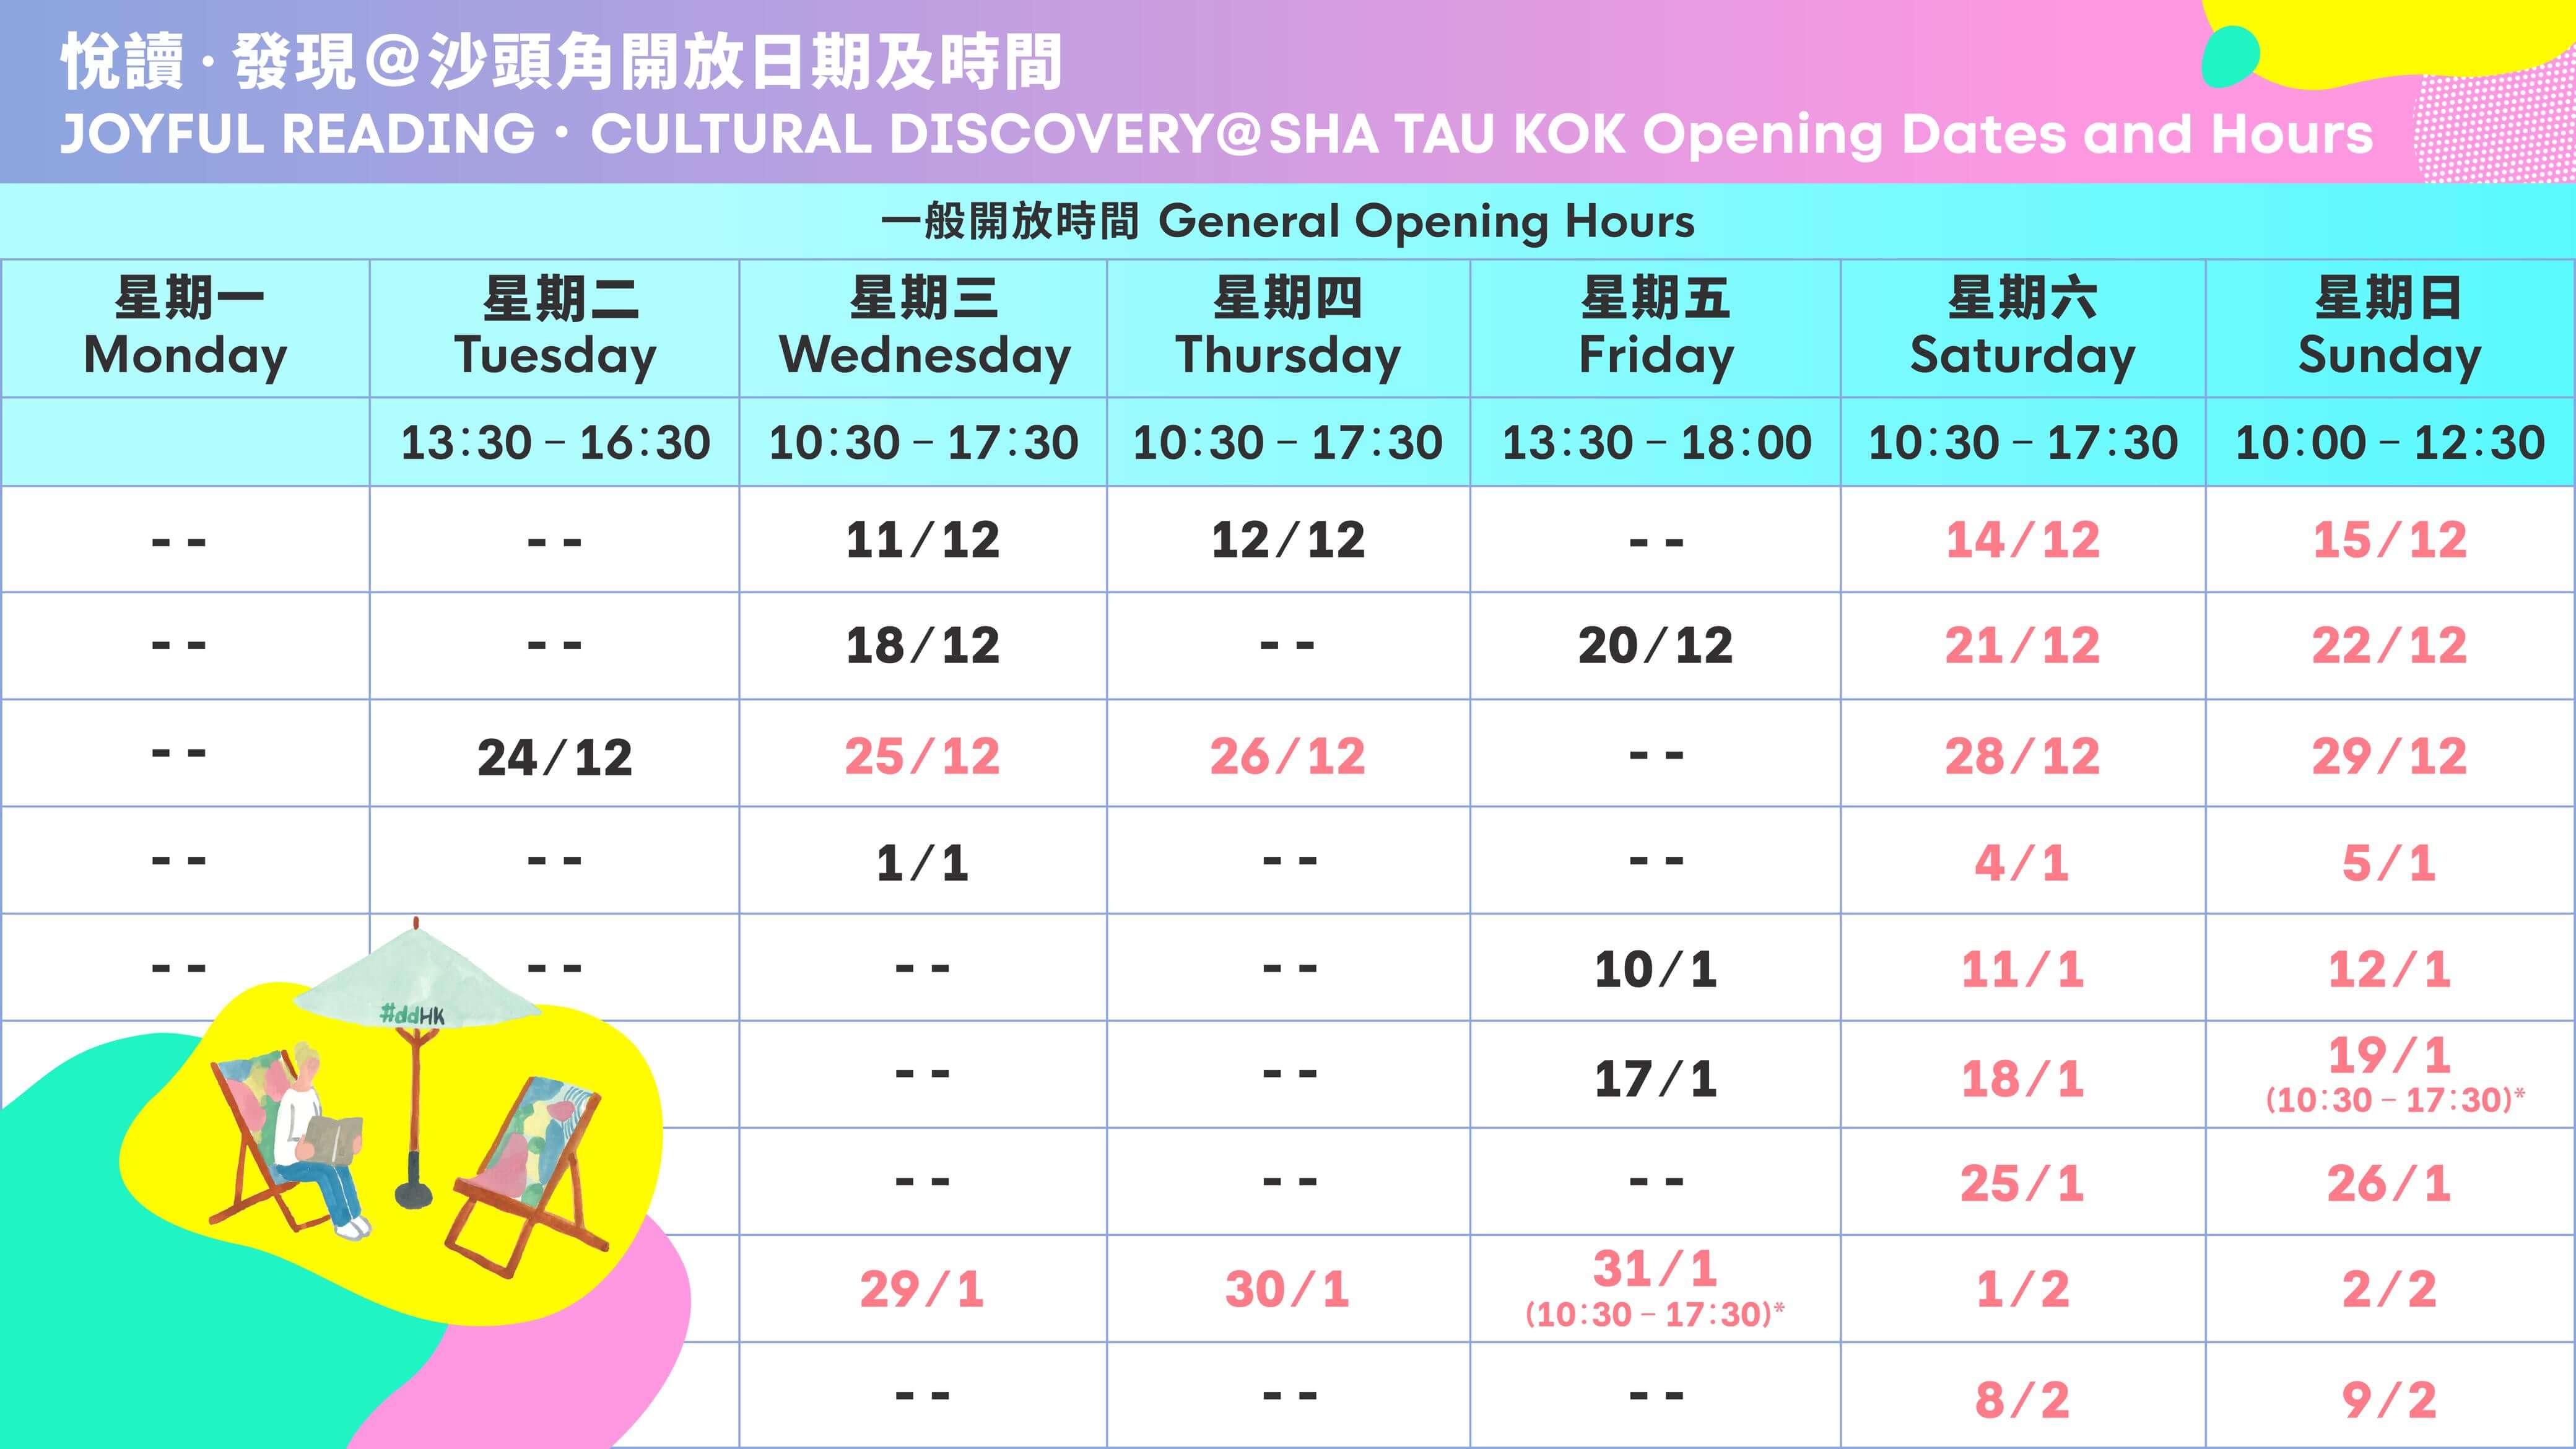 悅讀・發現@沙頭角開放日期及時間
JOYFUL READING・CULTURAL DISCOVERY@SHA TAU KOK Opening Dates and Hours
一般開放時間 General Opening Hours
星期一 星期二 星期三 星期四 星期五 星期六 星期日
Monday Tuesday Wednesday Thursday Friday Saturday Sunday
13:30 – 16:30 10:30 – 17:30 10:30 – 17:30 13:30 – 18:00 10:30 – 17:30 10:00 – 12:30
-- -- 11/12 12/12 -- 14/12 15/12
-- -- 18/12 -- 20/12 21/12 22/12
-- 24/12 25/12 26/12 -- 28/12 29/12
-- -- 1/1 -- -- 4/1 5/1
-- -- -- -- 10/1 11/1 12/1
#ddHK
-- -- 17/1 18/1 19/1
(10:30 – 17:30)*
-- -- -- 25/1 26/1
29/1 30/1 31/1 1/2 2/2
(10:30 – 17:30)*
-- -- -- 8/2 9/2